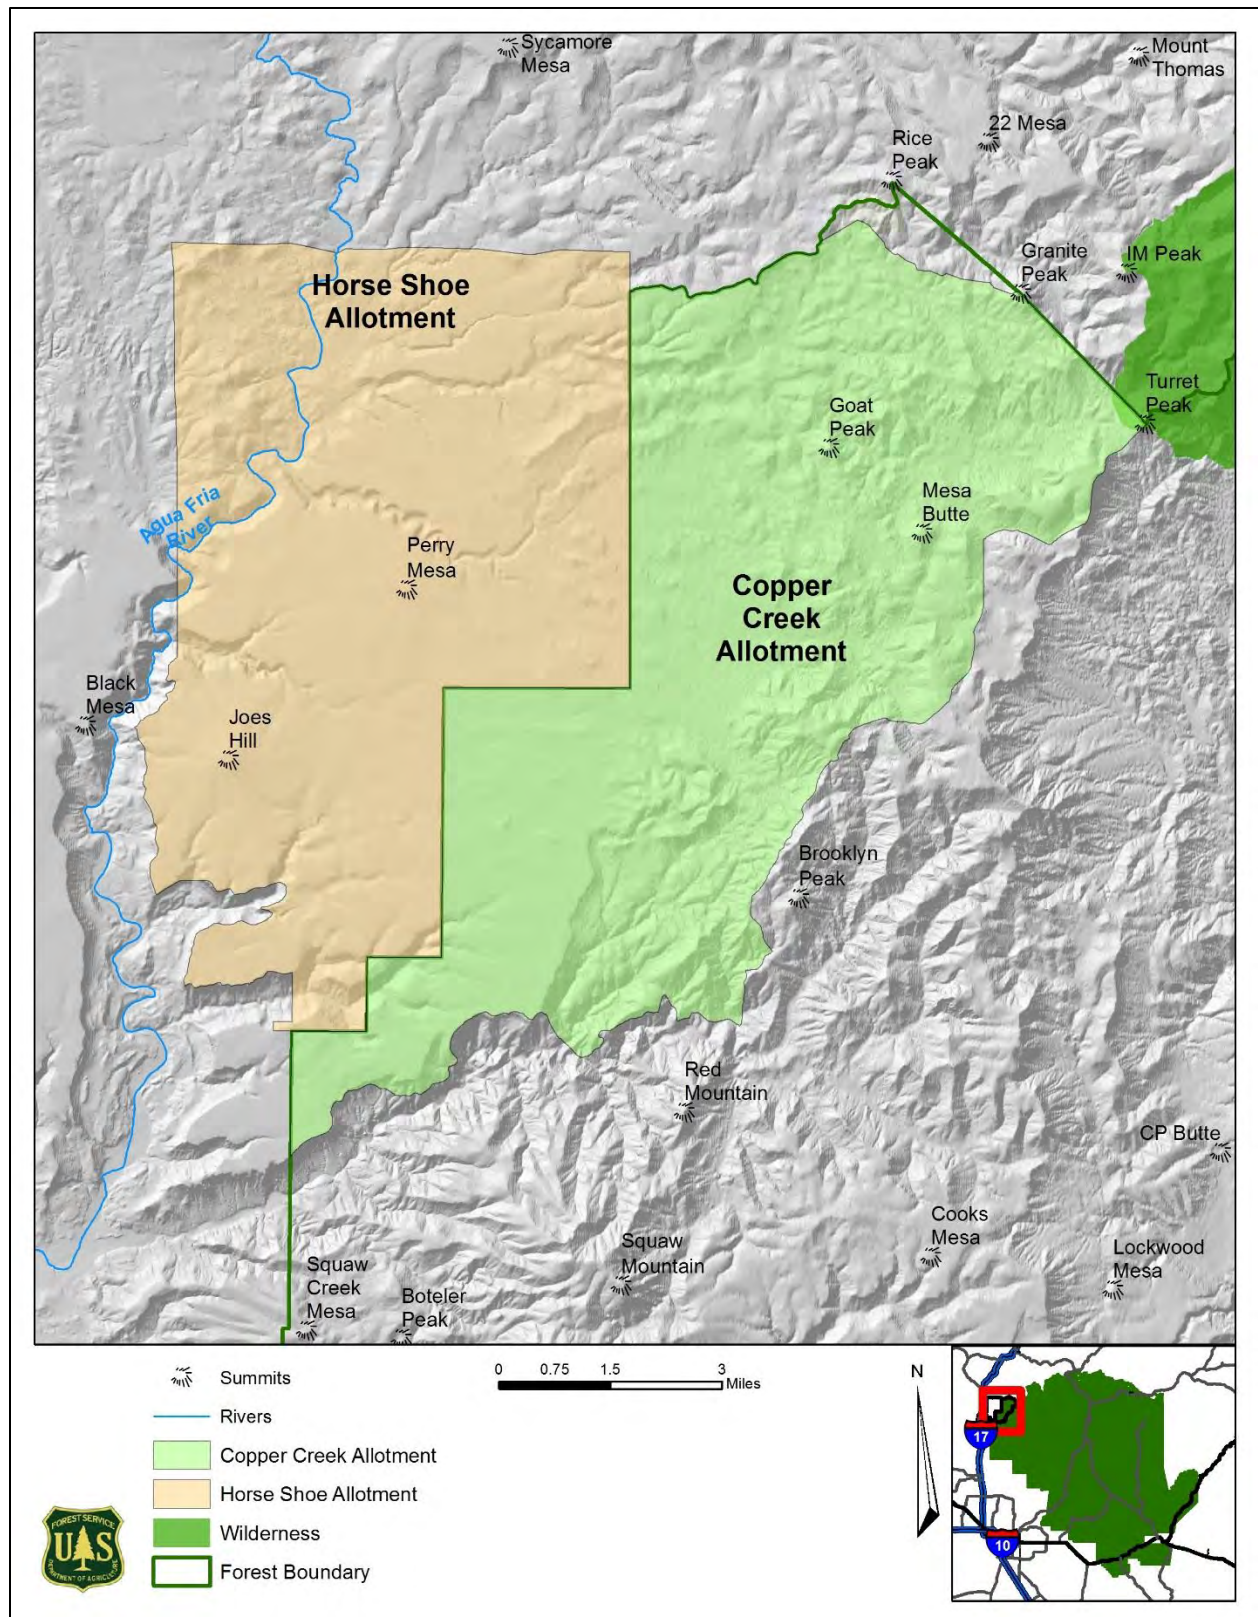 Sycamore
Mesa
Mount
Thomas
22 Mesa
Rice
Peak
Granite
Peak
IM Peak
Horse Shoe
Allotment
Turret
Peak
Goat
Peak
Mesa
Butte
Agua Fria
River
Perry
Mesa
Copper
Creek
Allotment
Black
Mesa
Joes
Hill
Brooklyn
Peak
Red
Mountain
CP Butte
Cooks
Mesa
Lockwood
Mesa
Squaw
Mountain
Squaw
Creek
Mesa
Boteler
Peak
Summits
Rivers
Copper Creek Allotment
Horse Shoe Allotment
Wilderness
Forest Boundary
0 0.75 1.5 3
Miles
N
17
10
FOREST SERVICE
UAS
DEPARTMENT OF AGRICULTURE